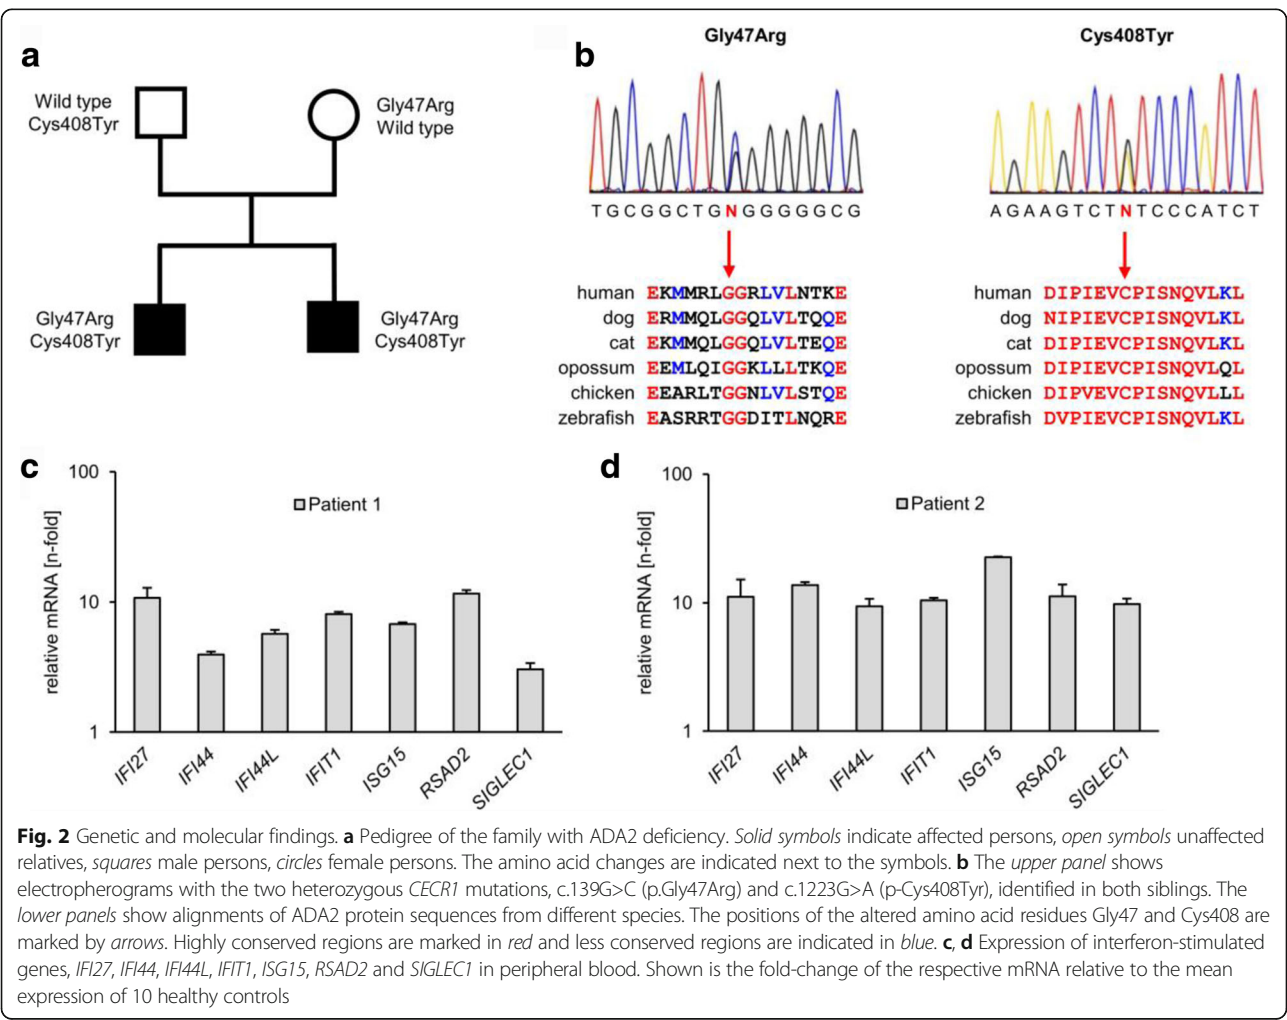 a
Wild type
Cys408Tyr
Gly47Arg
Wild type
Gly47Arg
Cys408Tyr
Gly47Arg
Cys408Tyr
b
Gly47Arg
T G C G G C T G N G G G G G C G
human EKMMRLGGRLVLNTKE
dog ERMMQLGGQLVLTQQE
cat EKMMQLGGQLVLTEQE
opossum EEMLQIGGKLLLTKQE
chicken EEARLTGGNLVLSTQE
zebrafish EASRRTGGDITLNQRE
Cys408Tyr
A G A A G T C T N T C C C A T C T
human DIPIEVCPISNQVLKL
dog NIPIEVCPISNQVLKL
cat DIPIEVCPISNQVLKL
opossum DIPIEVCPISNQVLQL
chicken DIPVEVCPISNQVLLL
zebrafish DVPIEVCPISNQVLKL
c
relative mRNA [n-fold]
100
10
1
Patient 1
IFI27
IFI44
IFI44L
IFIT1
ISG15
RSAD2
SIGLEC1
d
relative mRNA [n-fold]
100
10
1
Patient 2
IFI27
IFI44
IFI44L
IFIT1
ISG15
RSAD2
SIGLEC1
Fig. 2 Genetic and molecular findings. a Pedigree of the family with ADA2 deficiency. Solid symbols indicate affected persons, open symbols unaffected
relatives, squares male persons, circles female persons. The amino acid changes are indicated next to the symbols. b The upper panel shows
electropherograms with the two heterozygous CECR1 mutations, c.139G>C (p.Gly47Arg) and c.1223G>A (p-Cys408Tyr), identified in both siblings. The
lower panels show alignments of ADA2 protein sequences from different species. The positions of the altered amino acid residues Gly47 and Cys408 are
marked by arrows. Highly conserved regions are marked in red and less conserved regions are indicated in blue. c, d Expression of interferon-stimulated
genes, IFI27, IFI44, IFI44L, IFIT1, ISG15, RSAD2 and SIGLEC1 in peripheral blood. Shown is the fold-change of the respective mRNA relative to the mean
expression of 10 healthy controls